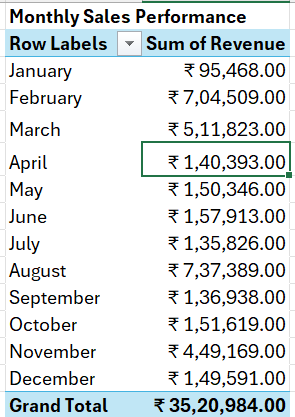 Monthly Sales Performance
Row Labels Sum of Revenue
January ₹ 95,468.00
February ₹ 7,04,509.00
March ₹ 5,11,823.00
April ₹ 1,40,393.00
May ₹ 1,50,346.00
June ₹ 1,57,913.00
July ₹ 1,35,826.00
August ₹ 7,37,389.00
September ₹ 1,36,938.00
October ₹ 1,51,619.00
November ₹ 4,49,169.00
December ₹ 1,49,591.00
Grand Total ₹ 35,20,984.00